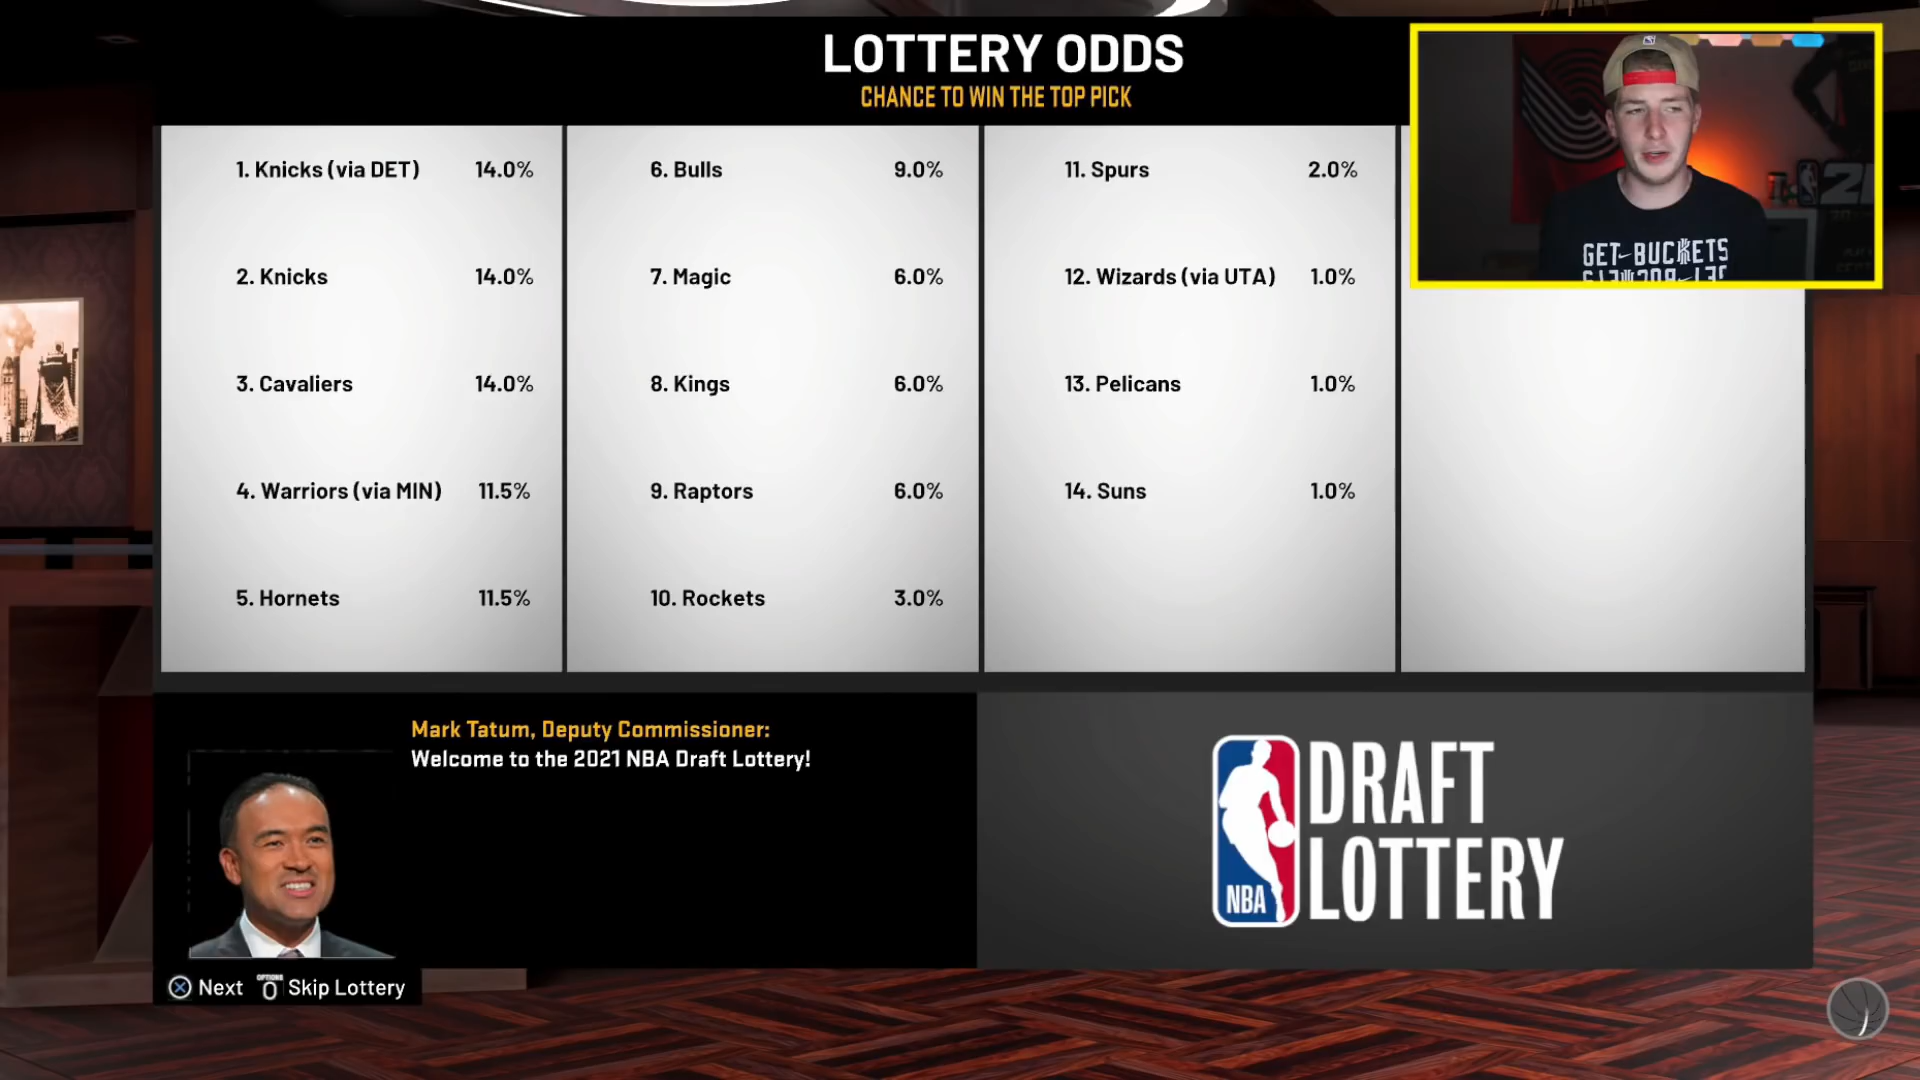 LOTTERY ODDS
CHANCE TO WIN THE TOP PICK
1. Knicks (via DET) 14.0%
2. Knicks 14.0%
3. Cavaliers 14.0%
4. Warriors (via MIN) 11.5%
5. Hornets 11.5%
6. Bulls 9.0%
7. Magic 6.0%
8. Kings 6.0%
9. Raptors 6.0%
10. Rockets 3.0%
11. Spurs 2.0%
12. Wizards (via UTA) 1.0%
13. Pelicans 1.0%
14. Suns 1.0%
GET BUCKETS
2K
Mark Tatum, Deputy Commissioner:
Welcome to the 2021 NBA Draft Lottery!
NBA
DRAFT
LOTTERY
Next OPTIONS Skip Lottery